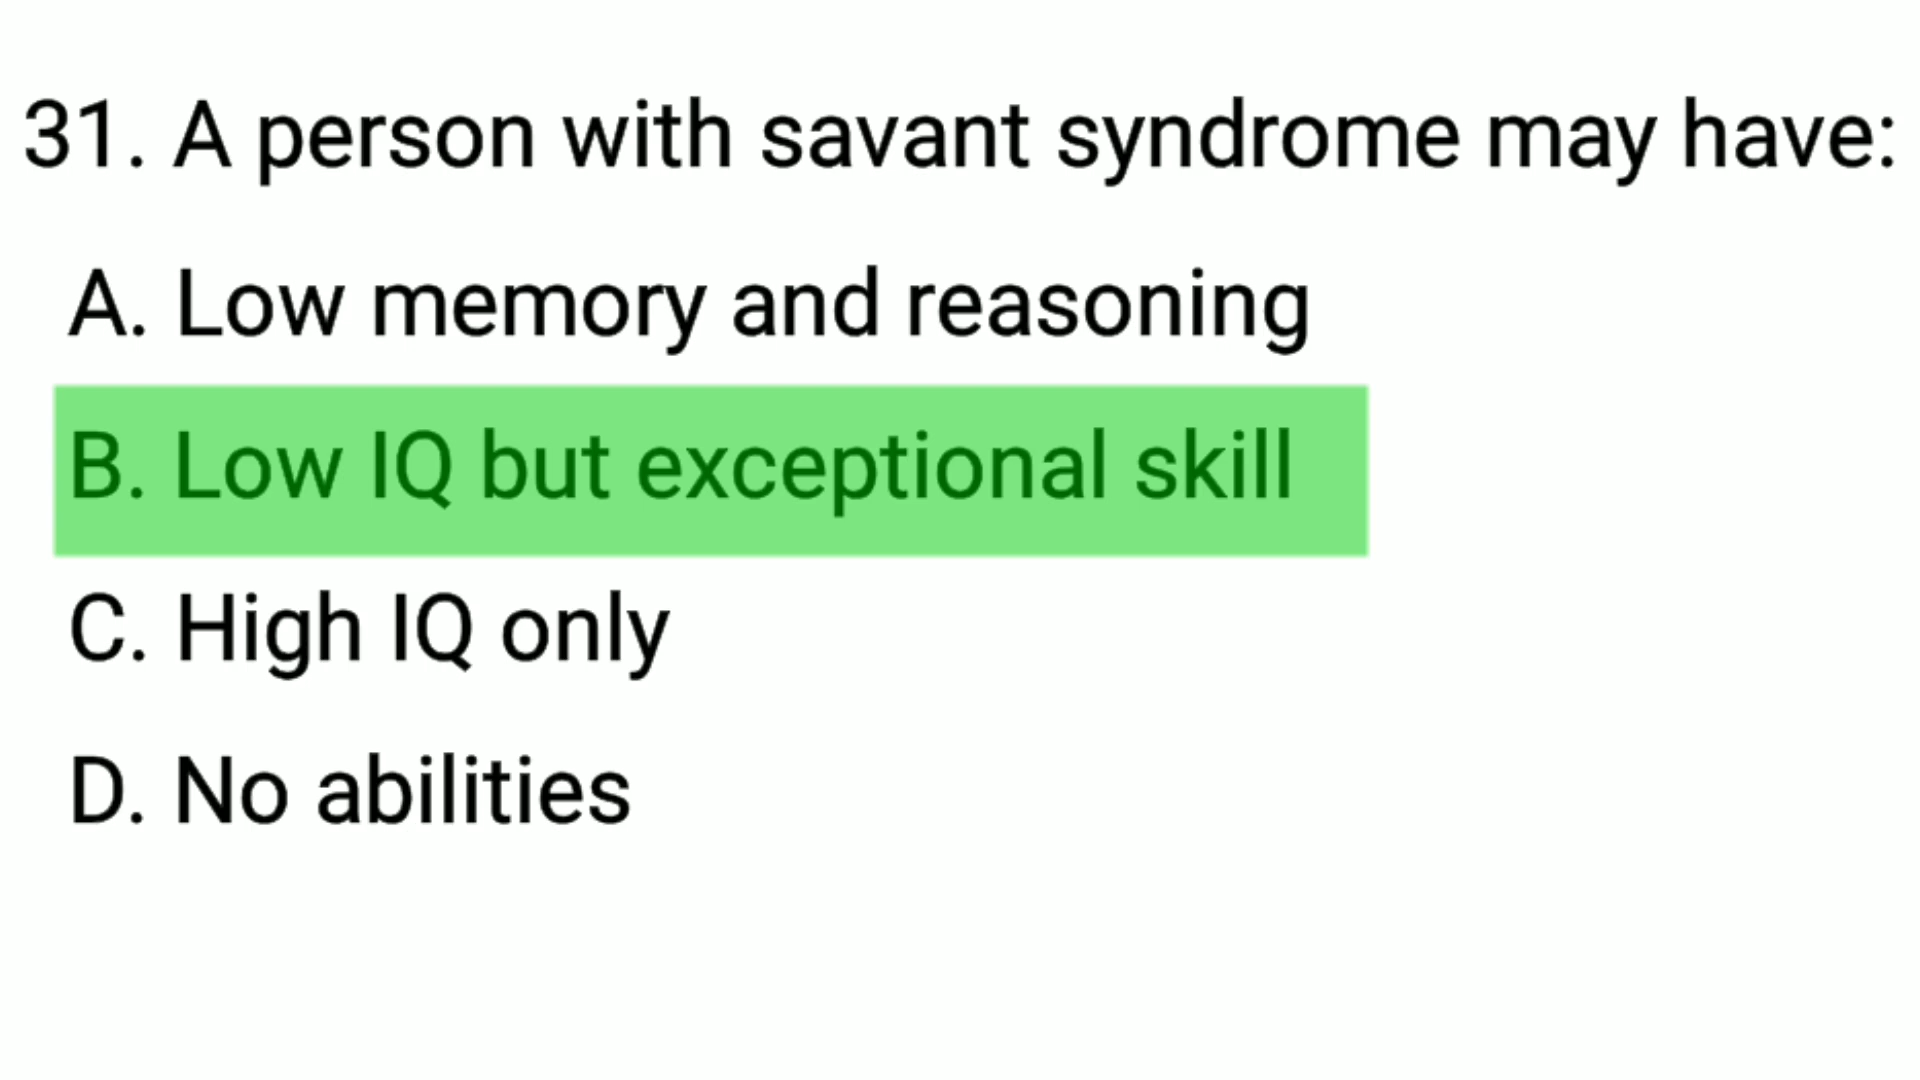 31. A person with savant syndrome may have:
A. Low memory and reasoning
B. Low IQ but exceptional skill
C. High IQ only
D. No abilities